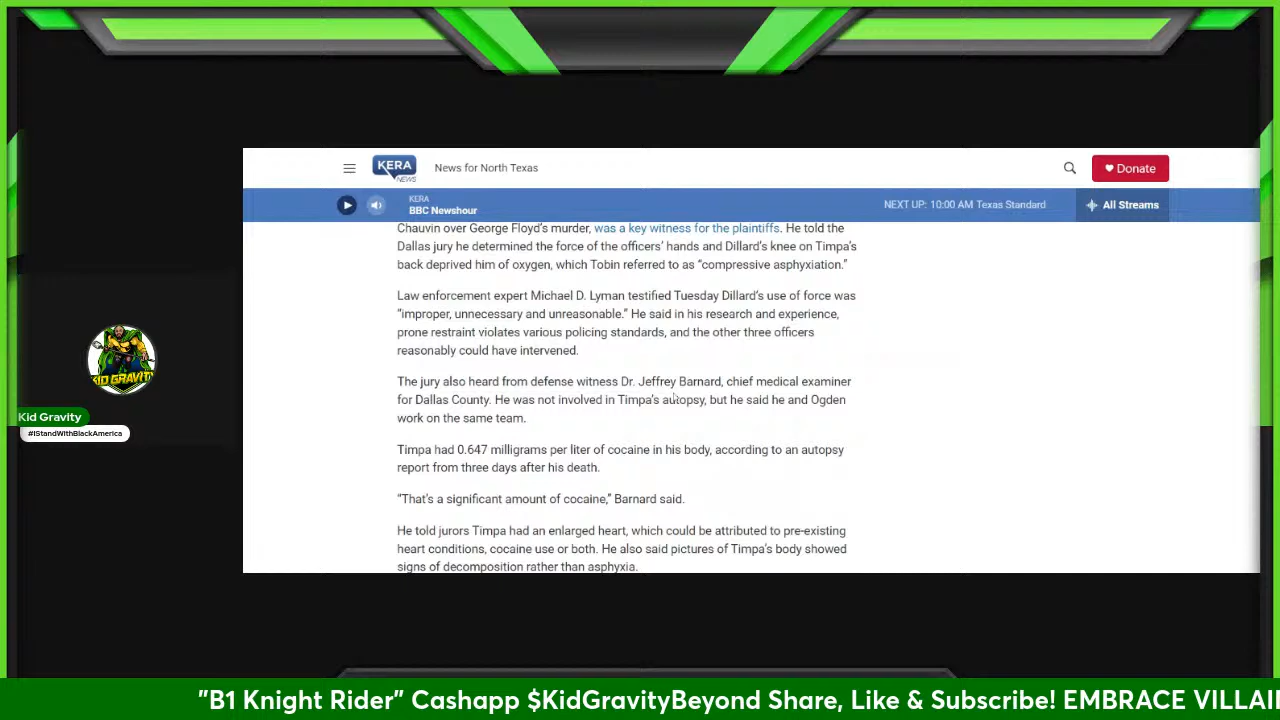 KERA
NEWS
News for North Texas
Donate
KERA
BBC Newshour
NEXT UP: 10:00 AM Texas Standard
All Streams
Chauvin over George Floyd’s murder, was a key witness for the plaintiffs. He told the
Dallas jury he determined the force of the officers’ hands and Dillard’s knee on Timpa’s
back deprived him of oxygen, which Tobin referred to as “compressive asphyxiation.”
Law enforcement expert Michael D. Lyman testified Tuesday Dillard’s use of force was
“improper, unnecessary and unreasonable.” He said in his research and experience,
prone restraint violates various policing standards, and the other three officers
reasonably could have intervened.
The jury also heard from defense witness Dr. Jeffrey Barnard, chief medical examiner
for Dallas County. He was not involved in Timpa’s autopsy, but he said he and Ogden
work on the same team.
Timpa had 0.647 milligrams per liter of cocaine in his body, according to an autopsy
report from three days after his death.
“That’s a significant amount of cocaine,” Barnard said.
He told jurors Timpa had an enlarged heart, which could be attributed to pre-existing
heart conditions, cocaine use or both. He also said pictures of Timpa’s body showed
signs of decomposition rather than asphyxia.
KID GRAVITY
Kid Gravity
#IStandWithBlackAmerica
"B1 Knight Rider" Cashapp $KidGravityBeyond Share, Like & Subscribe! EMBRACE VILLAI